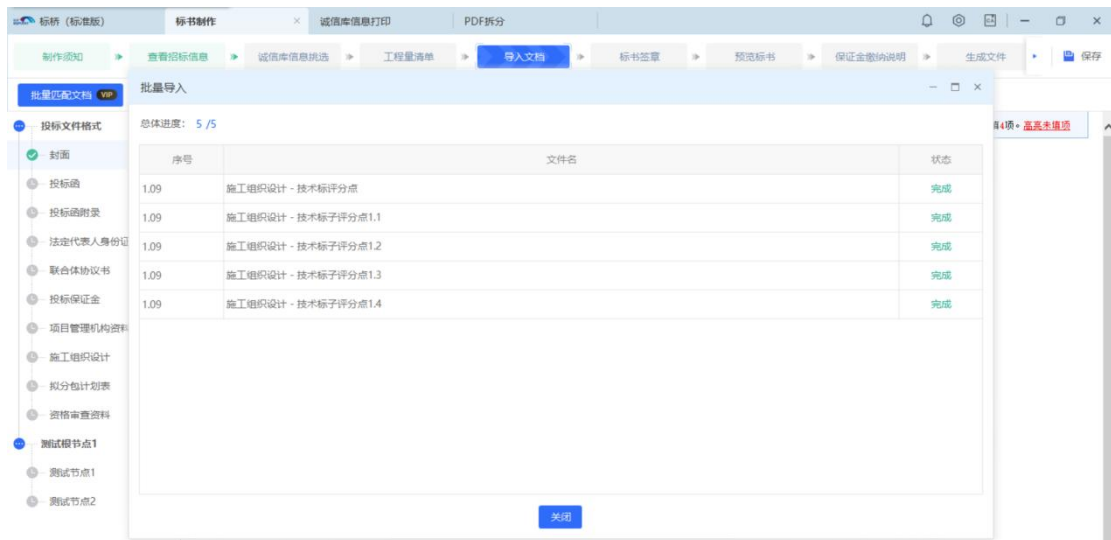 标桥（标准版） 标书制作 × 诚信库信息打印 PDF拆分
制作须知 查看招标信息 诚信库信息挑选 工程量清单 导入文档 标书签章 预览标书 保证金缴纳说明 生成文件 保存
批量匹配文档 VIP
批量导入
总体进度： 5 /5
填4项。高亮未填项
序号 文件名 状态
1.09 施工组织设计 - 技术标评分点 完成
1.09 施工组织设计 - 技术标子评分点1.1 完成
1.09 施工组织设计 - 技术标子评分点1.2 完成
1.09 施工组织设计 - 技术标子评分点1.3 完成
1.09 施工组织设计 - 技术标子评分点1.4 完成
投标文件格式
封面
投标函
投标函附录
法定代表人身份证
联合体协议书
投标保证金
项目管理机构资料
施工组织设计
拟分包计划表
资格审查资料
测试根节点1
测试节点1
测试节点2
关闭